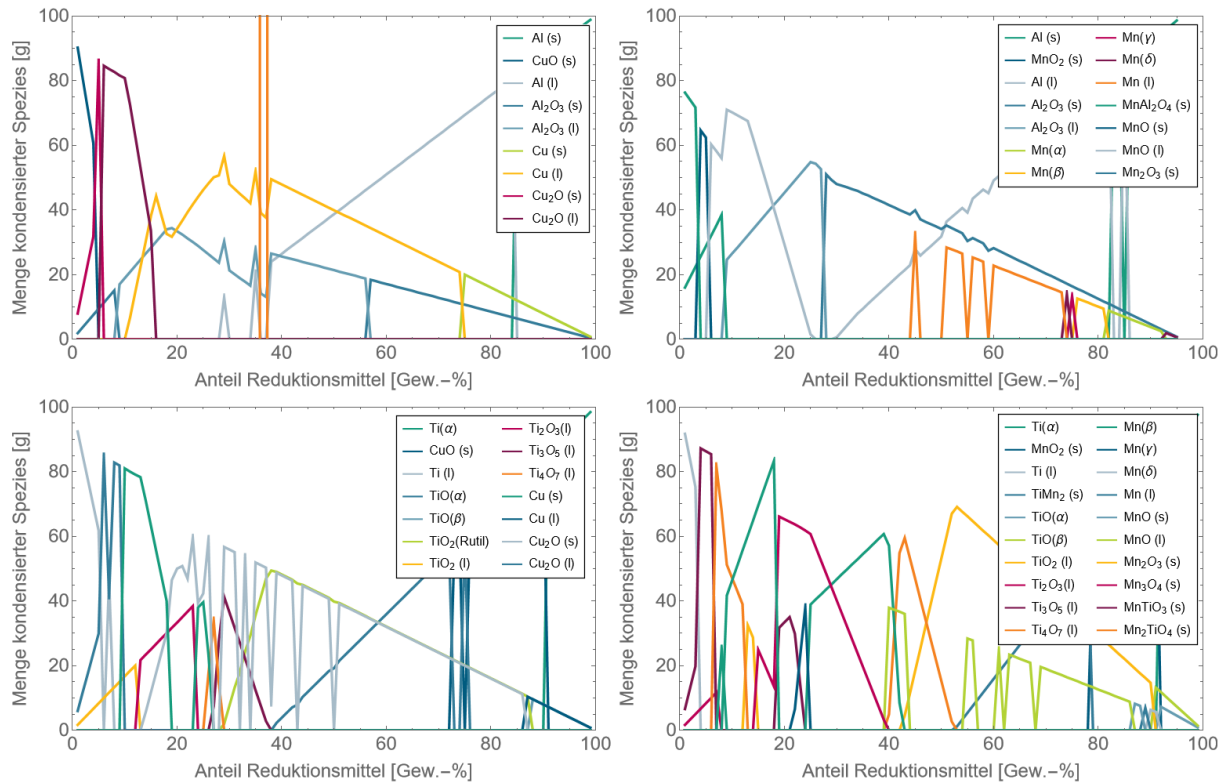 Menge kondensierter Spezies [g]
100
80
60
40
20
0
0 20 40 60 80 100
Anteil Reduktionsmittel [Gew.–%]
Al (s)
CuO (s)
Al (l)
Al₂O₃ (s)
Al₂O₃ (l)
Cu (s)
Cu (l)
Cu₂O (s)
Cu₂O (l)
Menge kondensierter Spezies [g]
100
80
60
40
20
0
0 20 40 60 80 100
Anteil Reduktionsmittel [Gew.–%]
Al (s)
MnO₂ (s)
Al (l)
Al₂O₃ (s)
Al₂O₃ (l)
Mn(α)
Mn(β)
Mn(γ)
Mn(δ)
Mn (l)
MnAl₂O₄ (s)
MnO (s)
MnO (l)
Mn₂O₃ (s)
Menge kondensierter Spezies [g]
100
80
60
40
20
0
0 20 40 60 80 100
Anteil Reduktionsmittel [Gew.–%]
Ti(α)
CuO (s)
Ti (l)
TiO(α)
TiO(β)
TiO₂(Rutil)
TiO₂ (l)
Ti₂O₃(l)
Ti₃O₅ (l)
Ti₄O₇ (l)
Cu (s)
Cu (l)
Cu₂O (s)
Cu₂O (l)
Menge kondensierter Spezies [g]
100
80
60
40
20
0
0 20 40 60 80 100
Anteil Reduktionsmittel [Gew.–%]
Ti(α)
MnO₂ (s)
Ti (l)
TiMn₂ (s)
TiO(α)
TiO(β)
TiO₂ (l)
Ti₂O₃(l)
Ti₃O₅ (l)
Ti₄O₇ (l)
Mn(β)
Mn(γ)
Mn(δ)
Mn (l)
MnO (s)
MnO (l)
Mn₂O₃ (s)
Mn₃O₄ (s)
MnTiO₃ (s)
Mn₂TiO₄ (s)